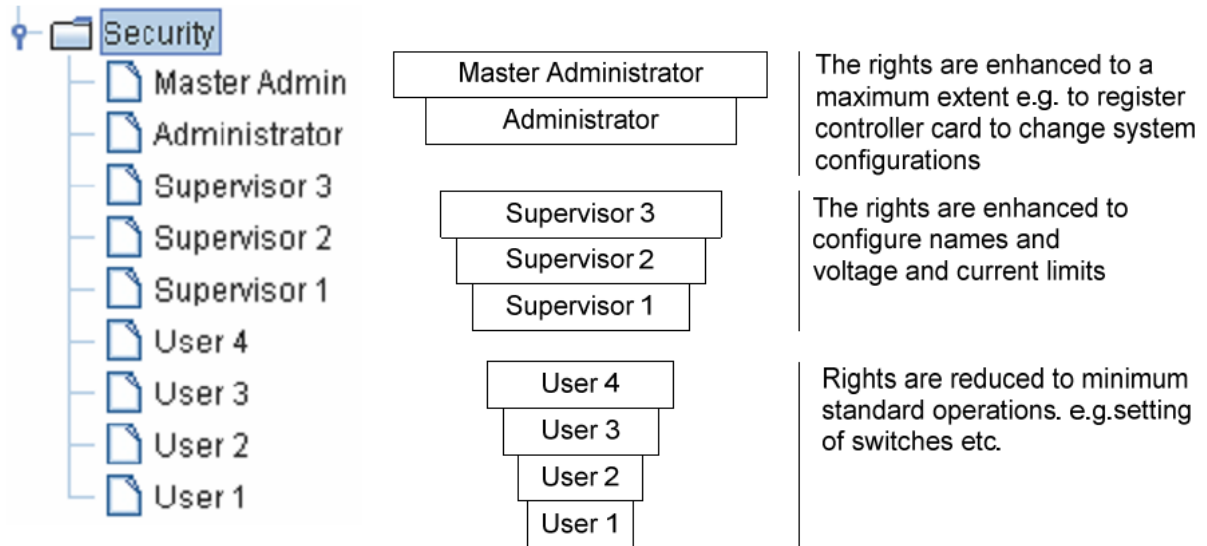 Security
Master Admin
Administrator
Supervisor 3
Supervisor 2
Supervisor 1
User 4
User 3
User 2
User 1
Master Administrator
Administrator
The rights are enhanced to a
maximum extent e.g. to register
controller card to change system
configurations
Supervisor 3
Supervisor 2
Supervisor 1
The rights are enhanced to
configure names and
voltage and current limits
User 4
User 3
User 2
User 1
Rights are reduced to minimum
standard operations. e.g.setting
of switches etc.